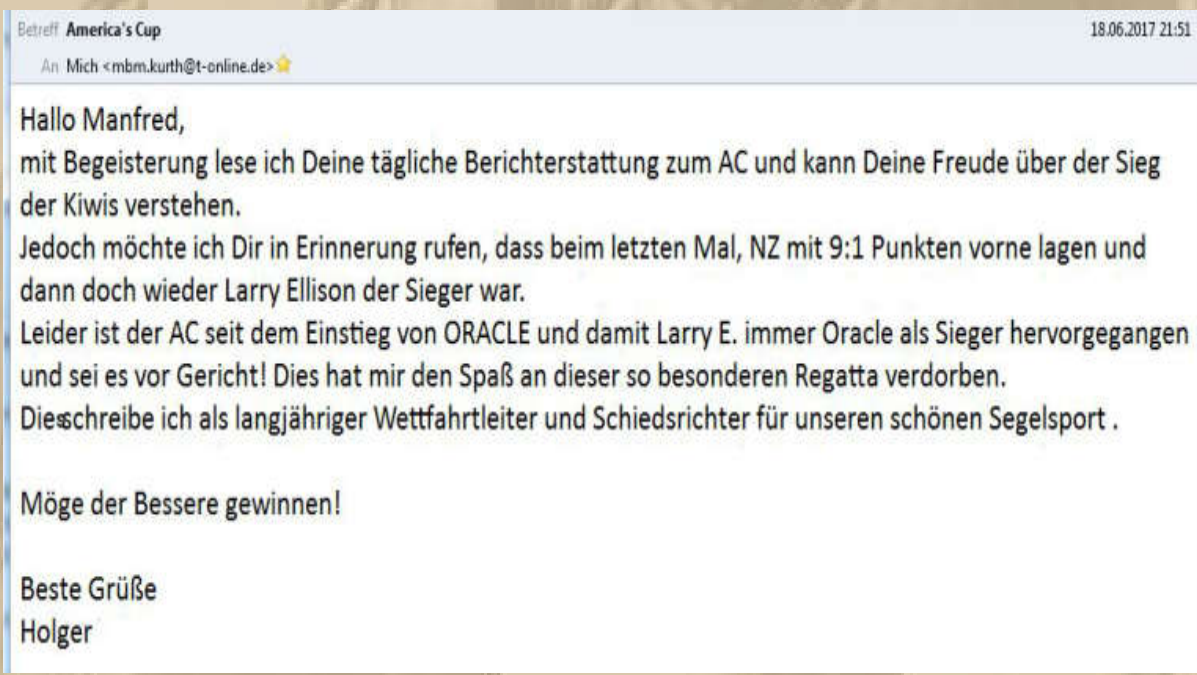 Betreff America's Cup 18.06.2017 21:51
An Mich <mbm.kurth@t-online.de>
Hallo Manfred,
mit Begeisterung lese ich Deine tägliche Berichterstattung zum AC und kann Deine Freude über der Sieg
der Kiwis verstehen.
Jedoch möchte ich Dir in Erinnerung rufen, dass beim letzten Mal, NZ mit 9:1 Punkten vorne lagen und
dann doch wieder Larry Ellison der Sieger war.
Leider ist der AC seit dem Einstieg von ORACLE und damit Larry E. immer Oracle als Sieger hervorgegangen
und sei es vor Gericht! Dies hat mir den Spaß an dieser so besonderen Regatta verdorben.
Diesschreibe ich als langjähriger Wettfahrtleiter und Schiedsrichter für unseren schönen Segelsport .
Möge der Bessere gewinnen!
Beste Grüße
Holger